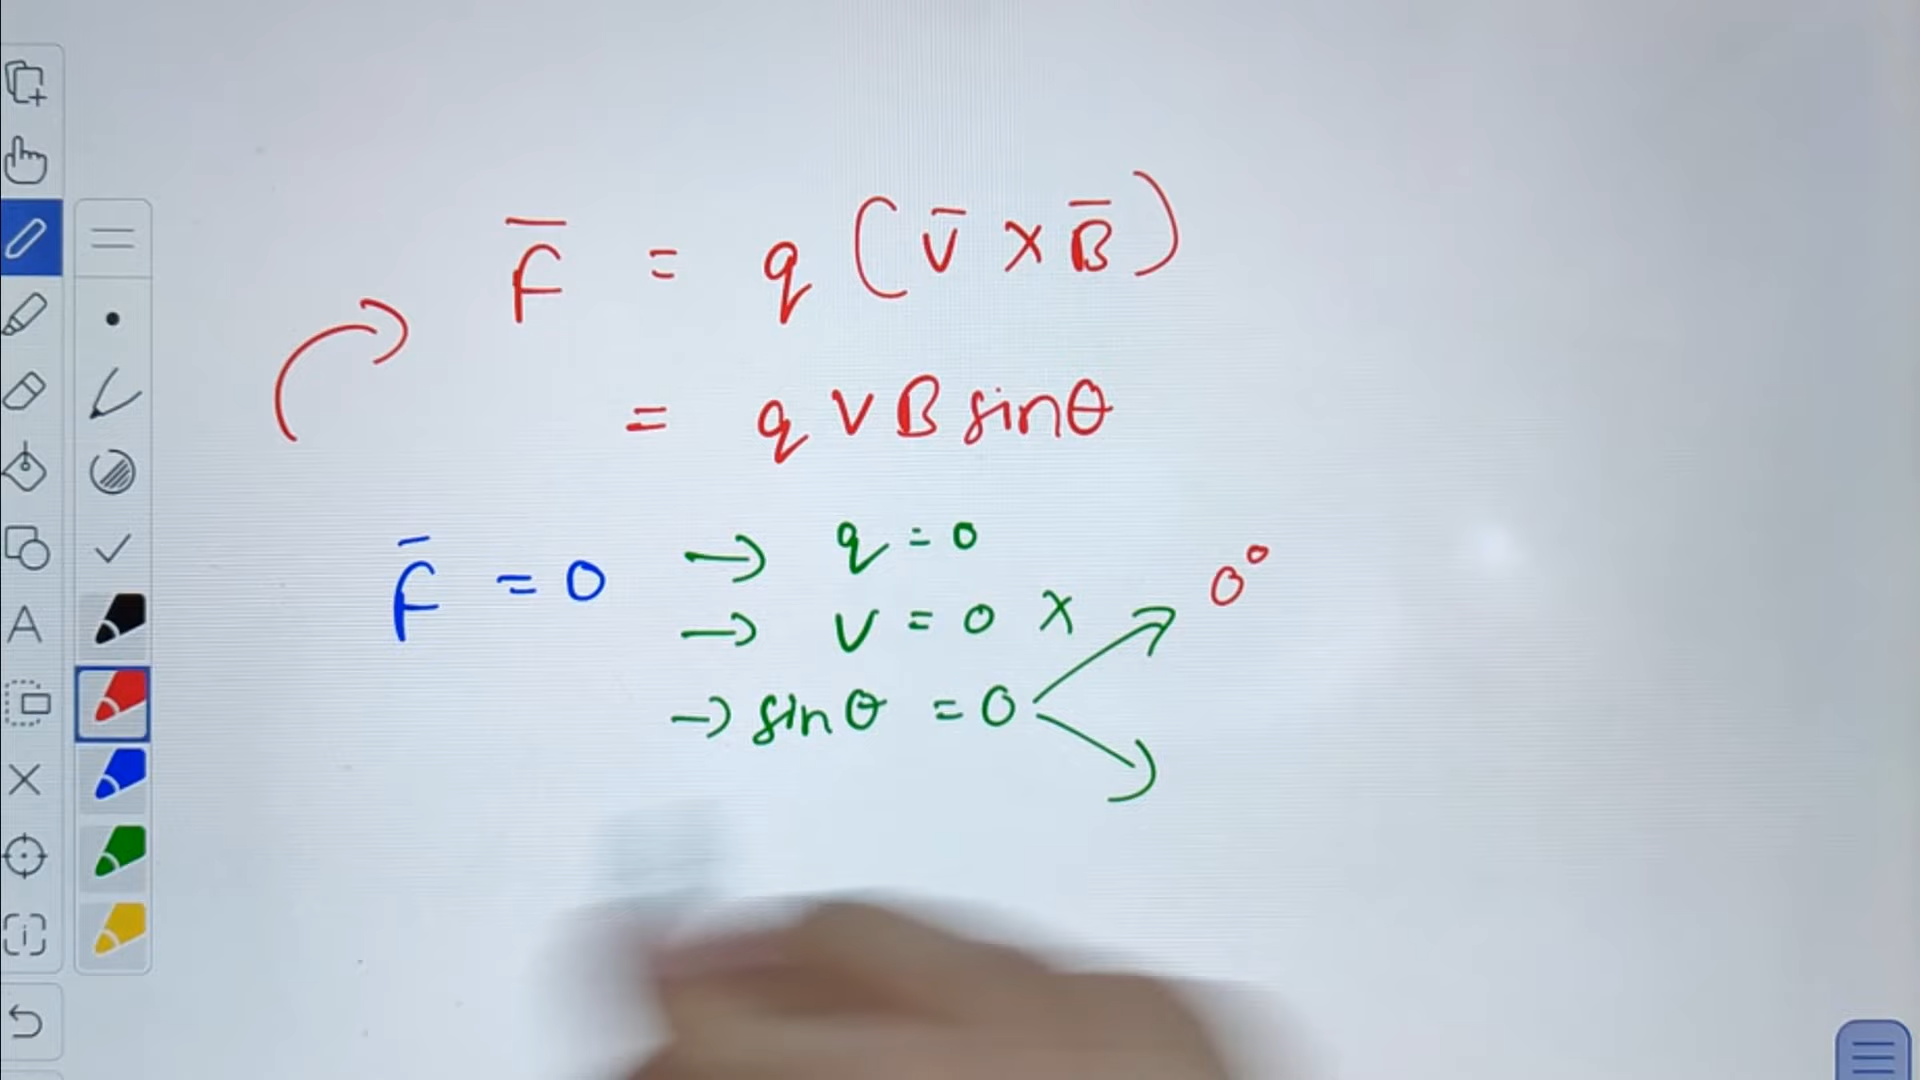 F̅ = q (v̅ × B̅)
= q v B sinθ
F̅ = 0 → q = 0
→ v = 0 ×
0°
→ sinθ = 0
A